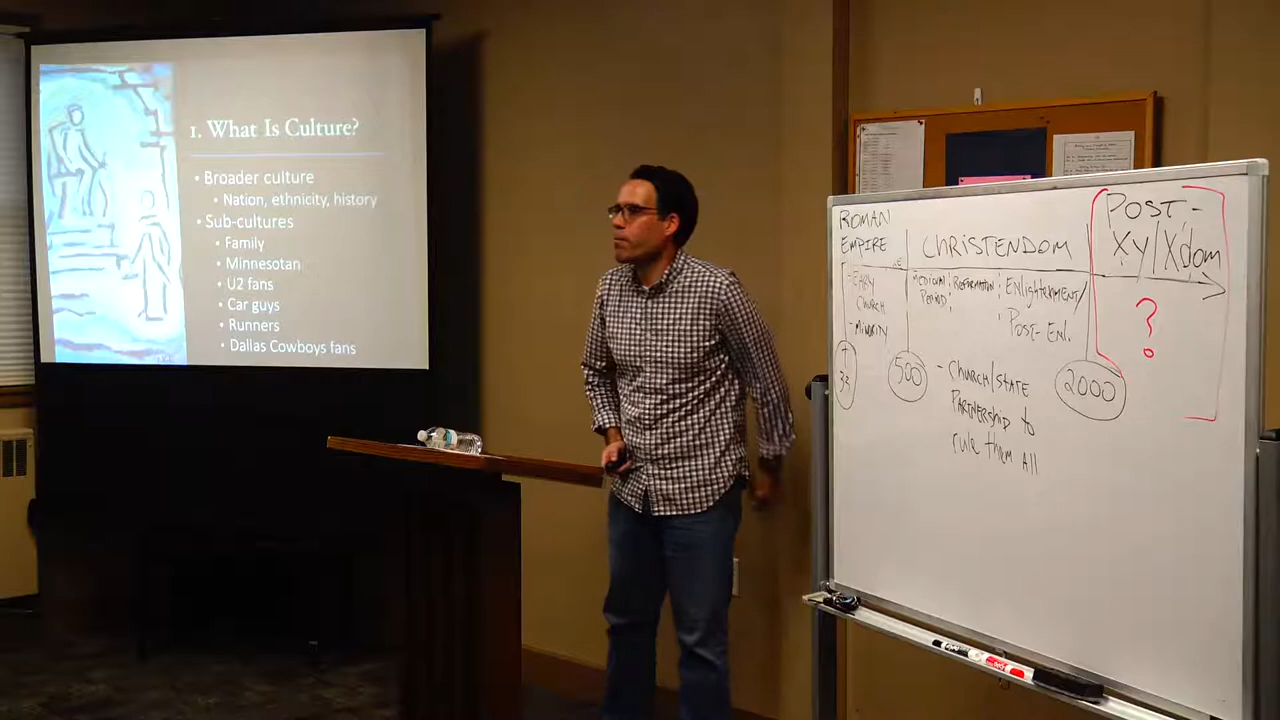 1. What Is Culture?
• Broader culture
• Nation, ethnicity, history
• Sub-cultures
• Family
• Minnesotan
• U2 fans
• Car guys
• Runners
• Dallas Cowboys fans
ROMAN
EMPIRE
CHRISTENDOM
POST-
Xy/Xdom
- EARLY
CHURCH
- MINORITY
MEDIEVAL
PERIOD
REFORMATION
ENLIGHTENMENT/
POST-ENL.
?
33
500
2000
- CHURCH/STATE
PARTNERSHIP to
rule them All